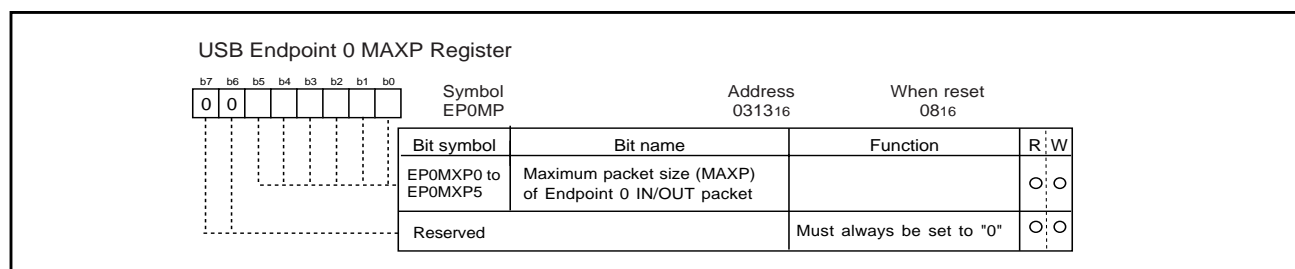 USB Endpoint 0 MAXP Register
b7 b6 b5 b4 b3 b2 b1 b0
0 0
Symbol Address When reset
EP0MP 031316 0816
Bit symbol Bit name Function R W
EP0MXP0 to EP0MXP5 Maximum packet size (MAXP) of Endpoint 0 IN/OUT packet O O
Reserved Must always be set to "0" O O